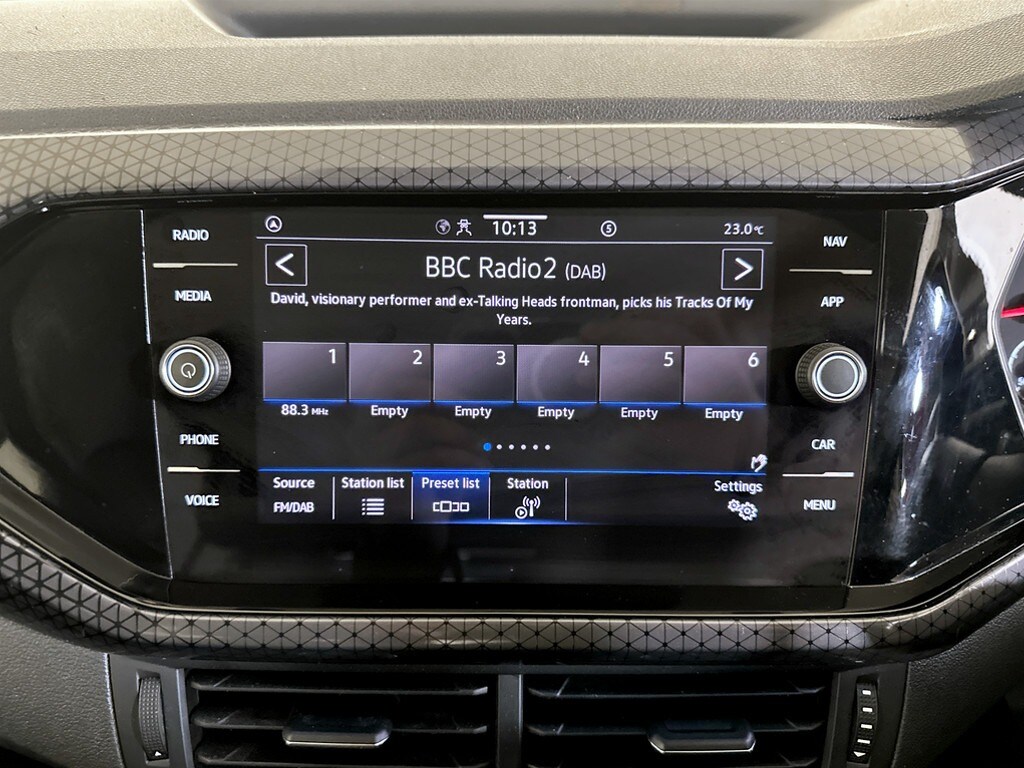 RADIO
MEDIA
PHONE
VOICE
10:13
5
23.0°C
BBC Radio2 (DAB)
David, visionary performer and ex-Talking Heads frontman, picks his Tracks Of My
Years.
1 2 3 4 5 6
88.3 MHz Empty Empty Empty Empty Empty
Source Station list Preset list Station Settings
FM/DAB
NAV
APP
CAR
MENU